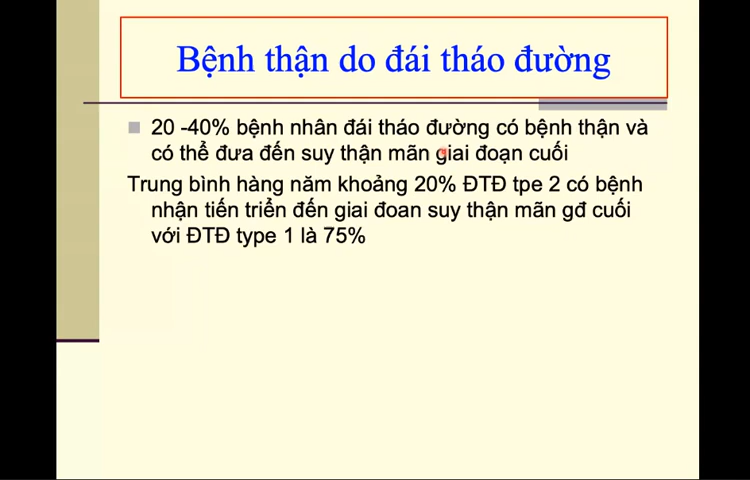 Bệnh thận do đái tháo đường
20 -40% bệnh nhân đái tháo đường có bệnh thận và
có thể đưa đến suy thận mãn giai đoạn cuối
Trung bình hàng năm khoảng 20% ĐTĐ tpe 2 có bệnh
nhận tiến triển đến giai đoan suy thận mãn gđ cuối
với ĐTĐ type 1 là 75%